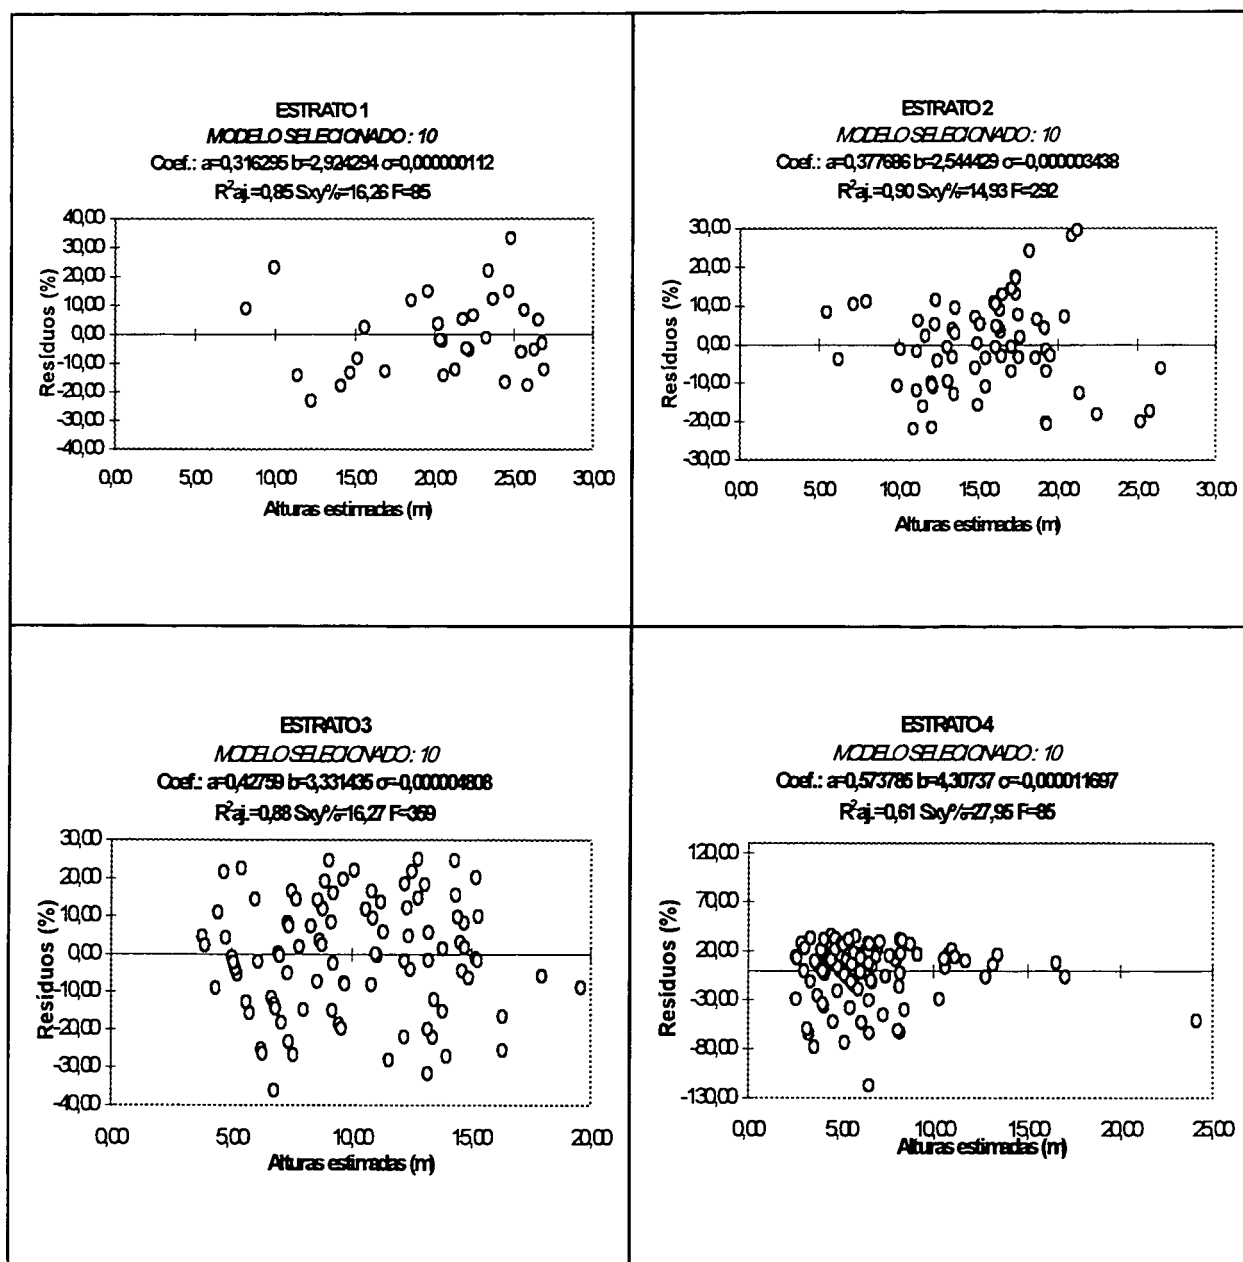 ESTRATO 1
MODELO SELECIONADO : 10
Coef.: a=0,316295 b=2,924294 c=0,000000112
R²aj.=0,85 Sxy%=16,26 F=85
40,00
30,00
20,00
10,00
0,00
-10,00
-20,00
-30,00
-40,00
Resíduos (%)
0,00 5,00 10,00 15,00 20,00 25,00 30,00
Alturas estimadas (m)
ESTRATO 2
MODELO SELECIONADO : 10
Coef.: a=0,377686 b=2,544429 c=-0,000003438
R²aj.=0,90 Sxy%=14,93 F=292
30,00
20,00
10,00
0,00
-10,00
-20,00
-30,00
Resíduos (%)
0,00 5,00 10,00 15,00 20,00 25,00 30,00
Alturas estimadas (m)
ESTRATO 3
MODELO SELECIONADO : 10
Coef.: a=0,42759 b=3,331435 c=-0,000004808
R²aj.=0,88 Sxy%=16,27 F=359
30,00
20,00
10,00
0,00
-10,00
-20,00
-30,00
-40,00
Resíduos (%)
0,00 5,00 10,00 15,00 20,00
Alturas estimadas (m)
ESTRATO 4
MODELO SELECIONADO : 10
Coef.: a=0,573785 b=4,30737 c=-0,000011697
R²aj.=0,61 Sxy%=27,95 F=85
120,00
70,00
20,00
-30,00
-80,00
-130,00
Resíduos (%)
0,00 5,00 10,00 15,00 20,00 25,00
Alturas estimadas (m)